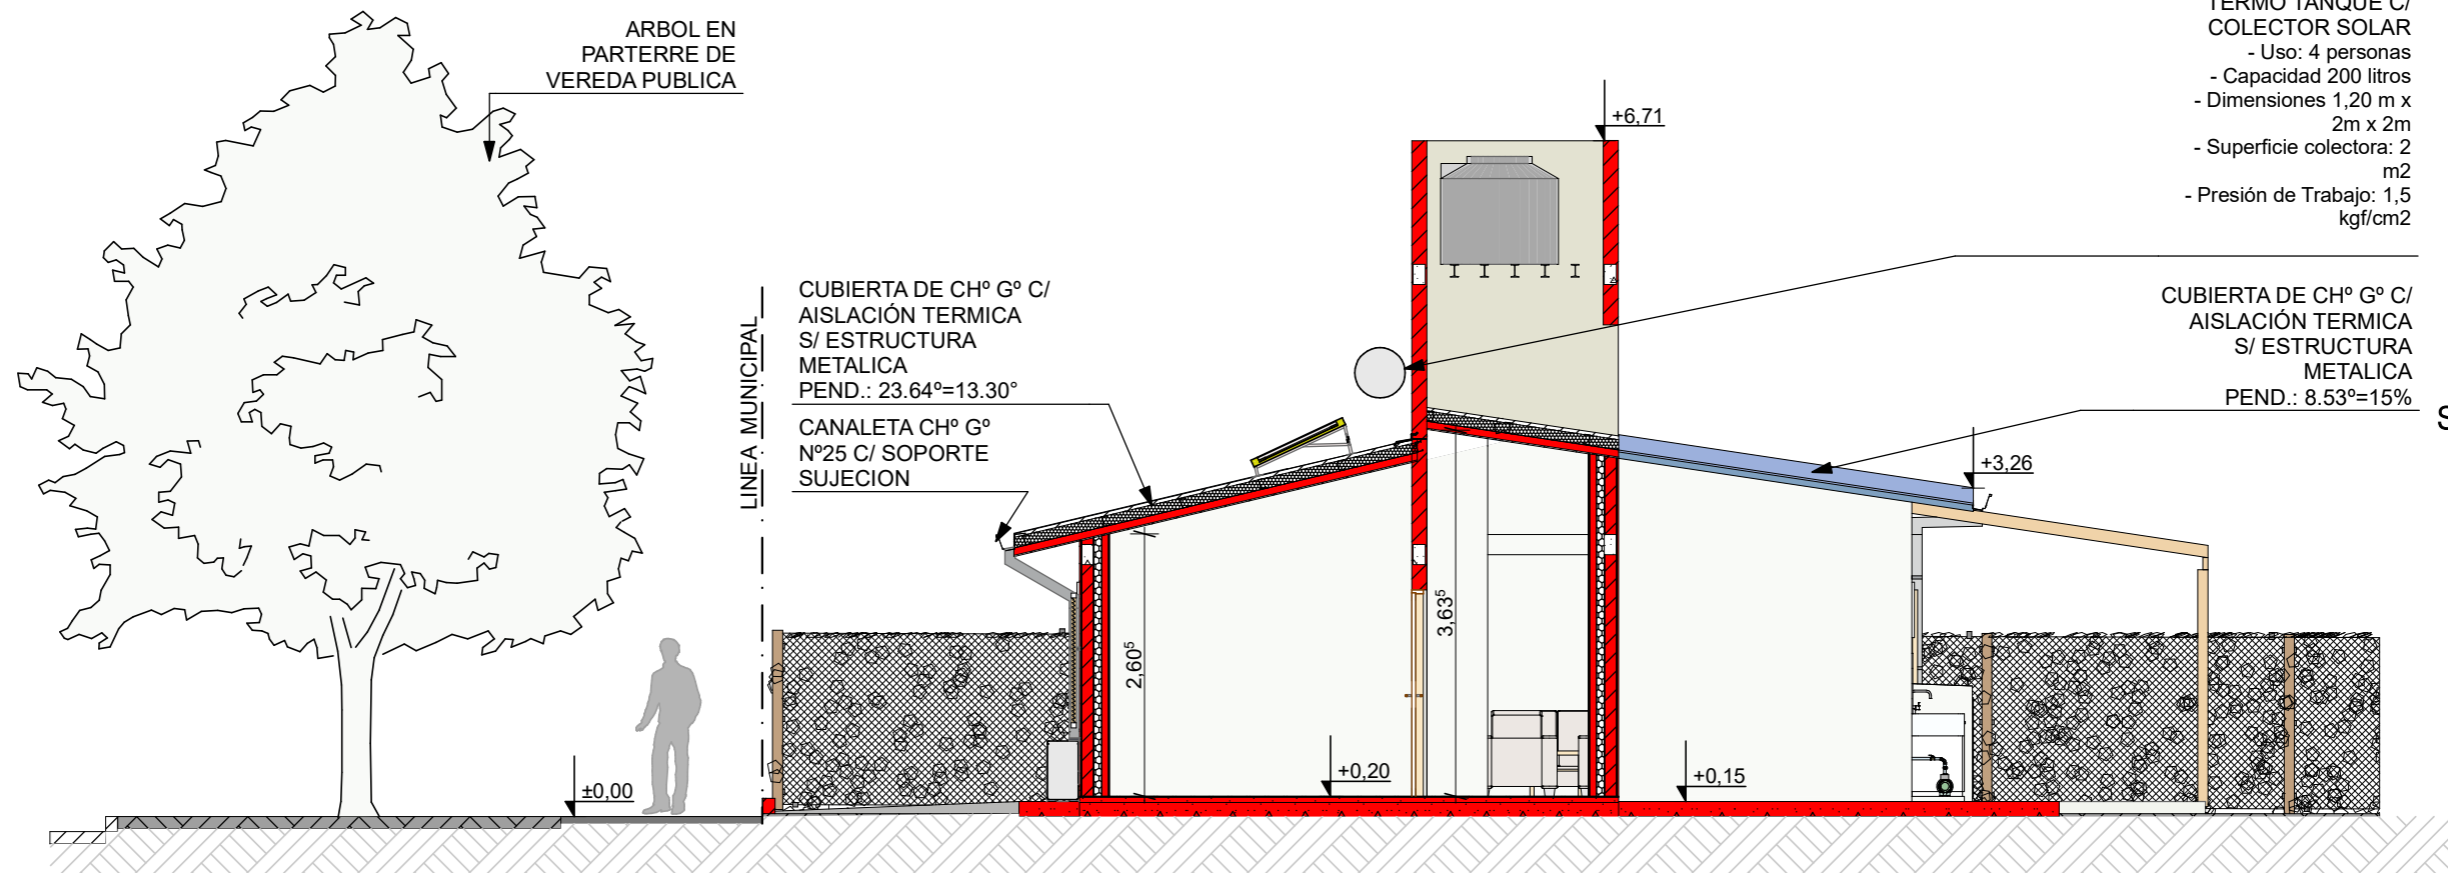 ARBOL EN
PARTERRE DE
VEREDA PUBLICA
TERMO TANQUE C/
COLECTOR SOLAR
- Uso: 4 personas
- Capacidad 200 litros
- Dimensiones 1,20 m x
2m x 2m
- Superficie colectora: 2
m2
- Presión de Trabajo: 1,5
kgf/cm2
+6,71
LINEA MUNICIPAL
CUBIERTA DE CHº Gº C/
AISLACIÓN TERMICA
S/ ESTRUCTURA
METALICA
PEND.: 23.64º=13.30°
CANALETA CHº Gº
Nº25 C/ SOPORTE
SUJECION
CUBIERTA DE CHº Gº C/
AISLACIÓN TERMICA
S/ ESTRUCTURA
METALICA
PEND.: 8.53º=15%
S
+3,26
2,60⁵
3,63⁵
±0,00
+0,20
+0,15